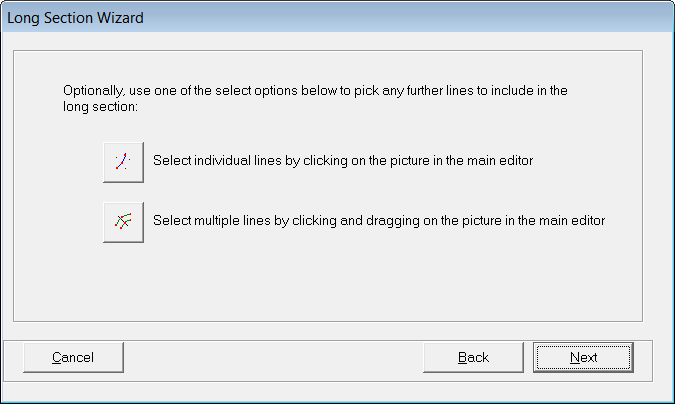 Long Section Wizard
Optionally, use one of the select options below to pick any further lines to include in the
long section:
Select individual lines by clicking on the picture in the main editor
Select multiple lines by clicking and dragging on the picture in the main editor
Cancel
Back
Next